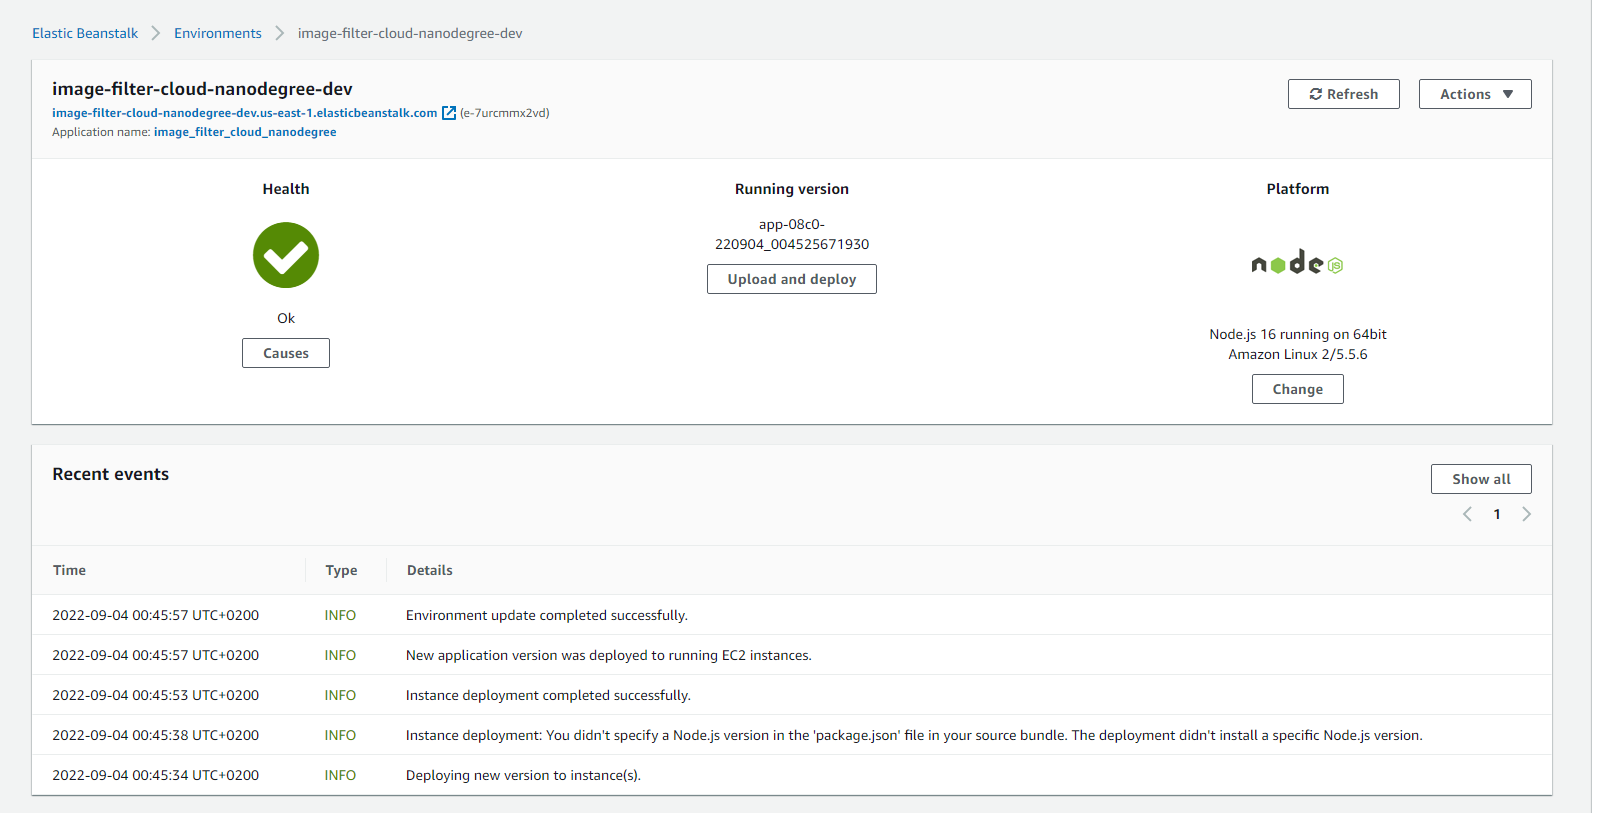 Elastic Beanstalk > Environments > image-filter-cloud-nanodegree-dev
image-filter-cloud-nanodegree-dev
image-filter-cloud-nanodegree-dev.us-east-1.elasticbeanstalk.com (e-7urcmmx2vd)
Application name: image_filter_cloud_nanodegree
Refresh
Actions
Health
Ok
Causes
Running version
app-08c0-
220904_004525671930
Upload and deploy
Platform
node JS
Node.js 16 running on 64bit
Amazon Linux 2/5.5.6
Change
Recent events
Show all
1
Time Type Details
2022-09-04 00:45:57 UTC+0200 INFO Environment update completed successfully.
2022-09-04 00:45:57 UTC+0200 INFO New application version was deployed to running EC2 instances.
2022-09-04 00:45:53 UTC+0200 INFO Instance deployment completed successfully.
2022-09-04 00:45:38 UTC+0200 INFO Instance deployment: You didn't specify a Node.js version in the 'package.json' file in your source bundle. The deployment didn't install a specific Node.js version.
2022-09-04 00:45:34 UTC+0200 INFO Deploying new version to instance(s).